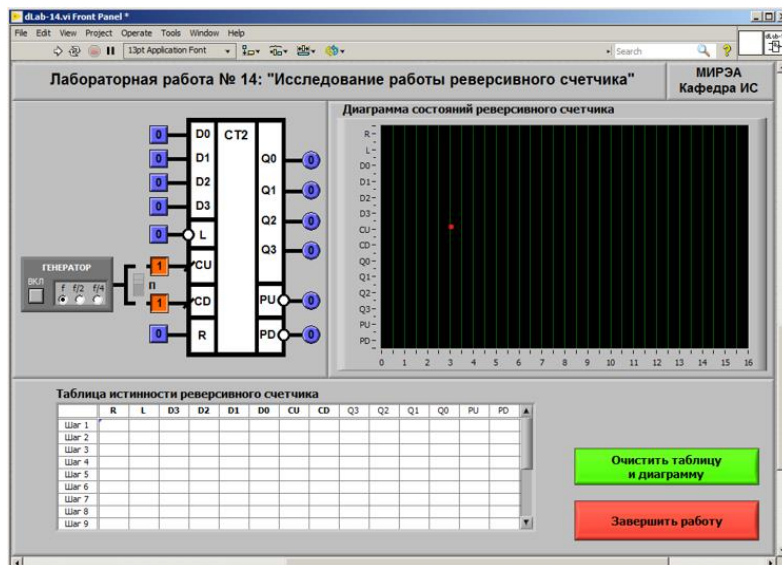 dLab-14.vi Front Panel *
File Edit View Project Operate Tools Window Help
13pt Application Font
Search
Лабораторная работа № 14: "Исследование работы реверсивного счетчика"
МИРЭА
Кафедра ИС
Диаграмма состояний реверсивного счетчика
0 D0 CT2
0 D1 Q0 0
0 D2 Q1 0
0 D3 Q2 0
0 L Q3 0
ГЕНЕРАТОР
ВКЛ
f f/2 f/4
П
1 CU
1 CD PU 0
0 R PD 0
R
L
D0
D1
D2
D3
CU
CD
Q0
Q1
Q2
Q3
PU
PD
0 1 2 3 4 5 6 7 8 9 10 11 12 13 14 15 16
Таблица истинности реверсивного счетчика
R L D3 D2 D1 D0 CU CD Q3 Q2 Q1 Q0 PU PD
Шаг 1
Шаг 2
Шаг 3
Шаг 4
Шаг 5
Шаг 6
Шаг 7
Шаг 8
Шаг 9
Очистить таблицу
и диаграмму
Завершить работу